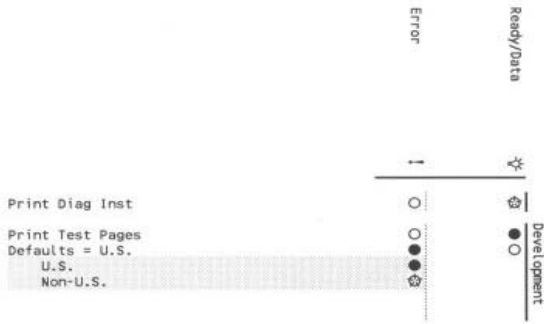 Error
Ready/Data
Development
Print Diag Inst
Print Test Pages
Defaults = U.S.
U.S.
Non-U.S.